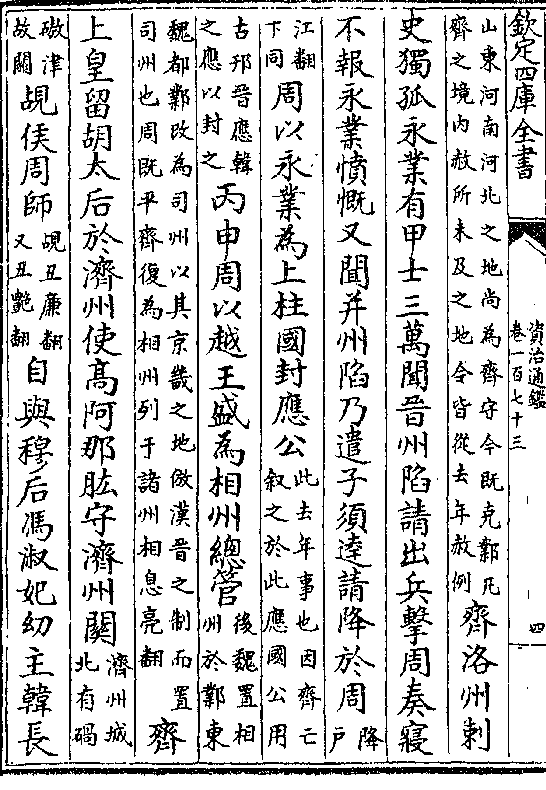 欽定四庫全書
資治通鑑
卷一百七十三
四
山東河南河北之地尚為齊守今既克鄴凡
齊之境内赦所未及之地令皆從去年赦例
齊洛州刺
史獨孤永業有甲士三萬聞晉州陷請出兵擊周奏寢
不報永業憤慨又聞并州陷乃遣子須逹請降於周
降
户
江翻
下同
周以永業為上柱國封應公
此去年事也因齊亡
叙之於此應國公用
古邗晉應韓
之應以封之
丙申周以越王盛為相州總管
後魏置相
州於鄴東
魏都鄴改為司州以其京畿之地倣漢晉之制而置
司州也周既平齊復為相州列于諸州相息亮翻
齊
上皇留胡太后於濟州使髙阿那肱守濟州關
濟州城
北有碻
磝津
故關
覘候周師
覘丑廉翻
又丑艷翻
自與穆后馮淑妃幼主韓長